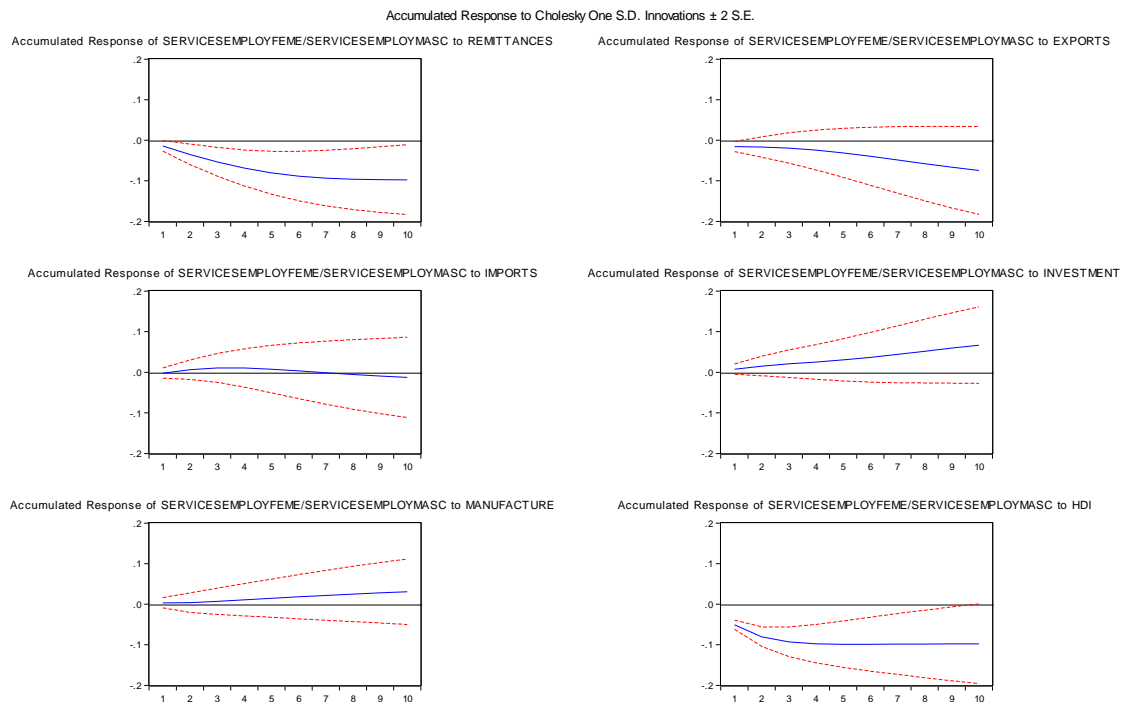 Accumulated Response to Cholesky One S.D. Innovations ± 2 S.E.
Accumulated Response of SERVICESEMPLOYFEME/SERVICESEMPLOYMASC to REMITTANCES
.2
.1
.0
-.1
-.2
1 2 3 4 5 6 7 8 9 10
Accumulated Response of SERVICESEMPLOYFEME/SERVICESEMPLOYMASC to EXPORTS
.2
.1
.0
-.1
-.2
1 2 3 4 5 6 7 8 9 10
Accumulated Response of SERVICESEMPLOYFEME/SERVICESEMPLOYMASC to IMPORTS
.2
.1
.0
-.1
-.2
1 2 3 4 5 6 7 8 9 10
Accumulated Response of SERVICESEMPLOYFEME/SERVICESEMPLOYMASC to INVESTMENT
.2
.1
.0
-.1
-.2
1 2 3 4 5 6 7 8 9 10
Accumulated Response of SERVICESEMPLOYFEME/SERVICESEMPLOYMASC to MANUFACTURE
.2
.1
.0
-.1
-.2
1 2 3 4 5 6 7 8 9 10
Accumulated Response of SERVICESEMPLOYFEME/SERVICESEMPLOYMASC to HDI
.2
.1
.0
-.1
-.2
1 2 3 4 5 6 7 8 9 10